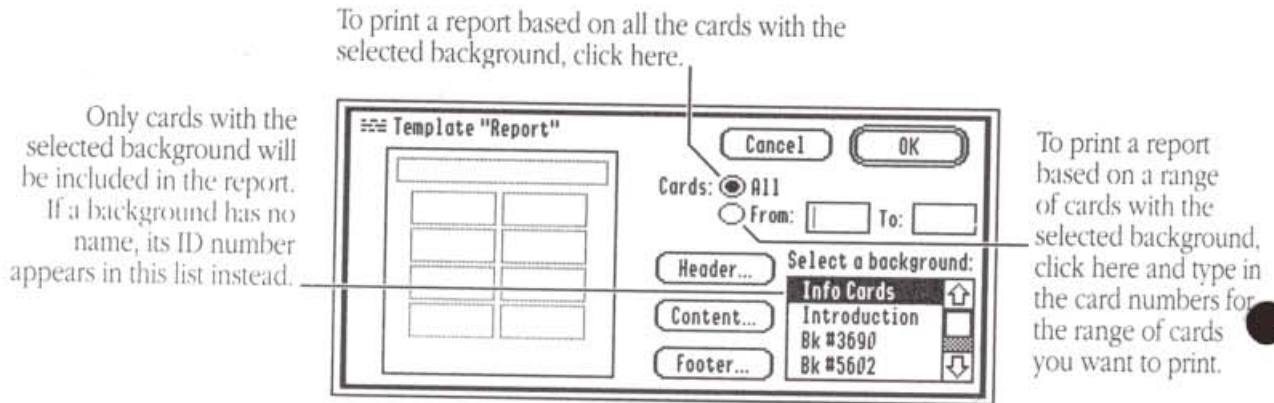 To print a report based on all the cards with the
selected background, click here.
Only cards with the
selected background will
be included in the report.
If a background has no
name, its ID number
appears in this list instead.
Template "Report"
Cancel
OK
Cards: All
From: To:
Header...
Content...
Footer...
Select a background:
Info Cards
Introduction
Bk #3690
Bk #5602
To print a report
based on a range
of cards with the
selected background,
click here and type in
the card numbers for
the range of cards
you want to print.